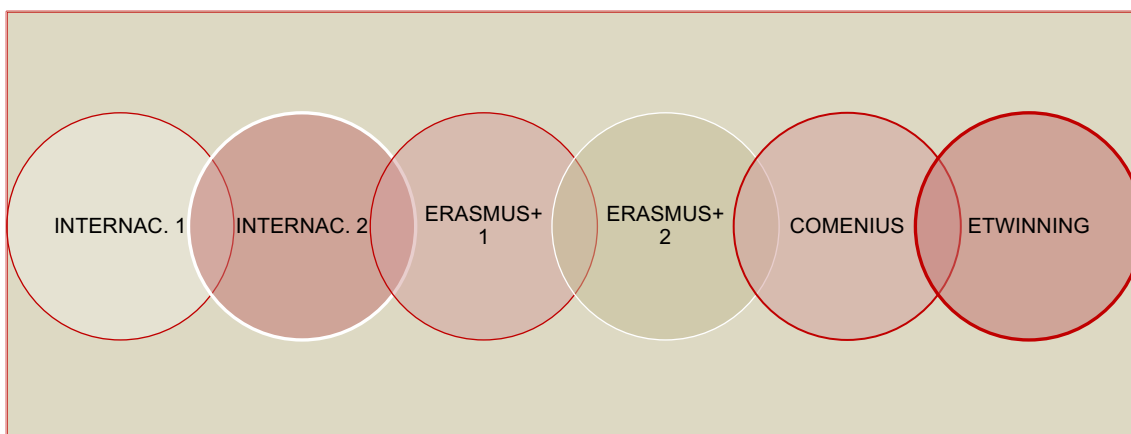 INTERNAC. 1
INTERNAC. 2
ERASMUS+
1
ERASMUS+
2
COMENIUS
ETWINNING